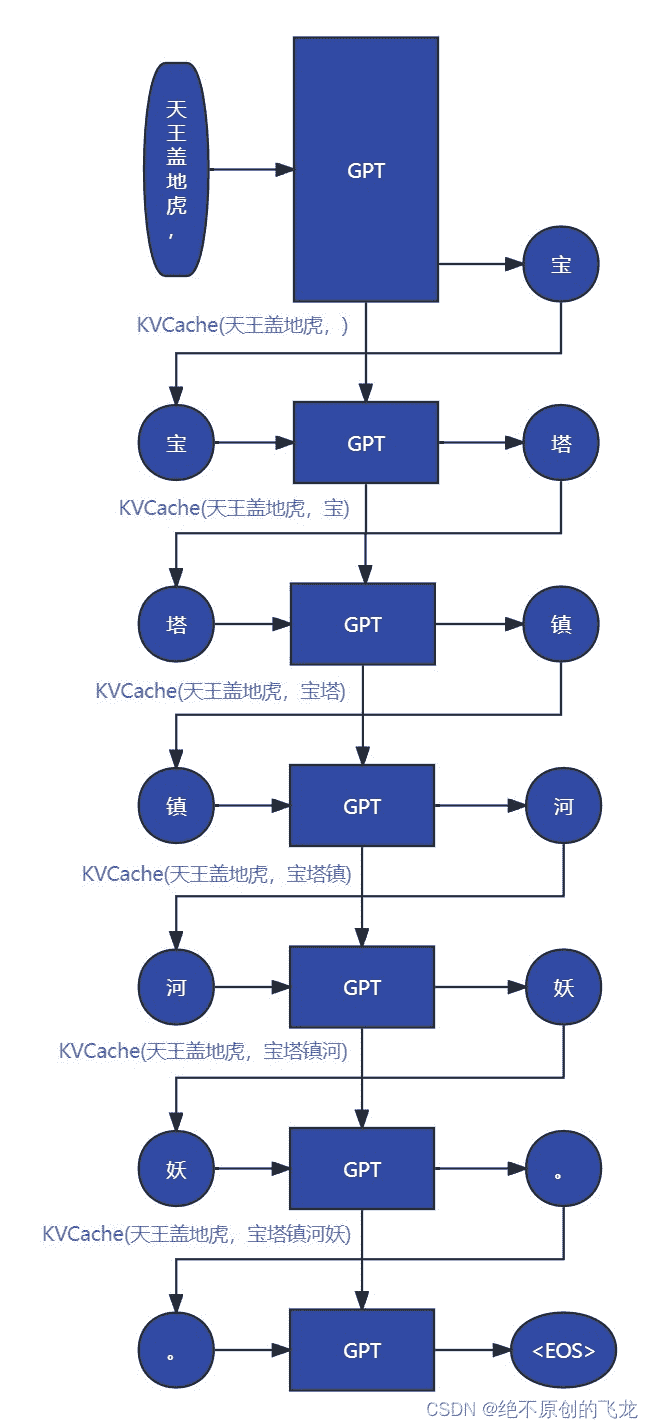 天王盖地虎，
GPT
宝
KVCache(天王盖地虎，)
宝
GPT
塔
KVCache(天王盖地虎，宝)
塔
GPT
镇
KVCache(天王盖地虎，宝塔)
镇
GPT
河
KVCache(天王盖地虎，宝塔镇)
河
GPT
妖
KVCache(天王盖地虎，宝塔镇河)
妖
GPT
。
KVCache(天王盖地虎，宝塔镇河妖)
。
GPT
<EOS>
CSDN @绝不原创的飞龙